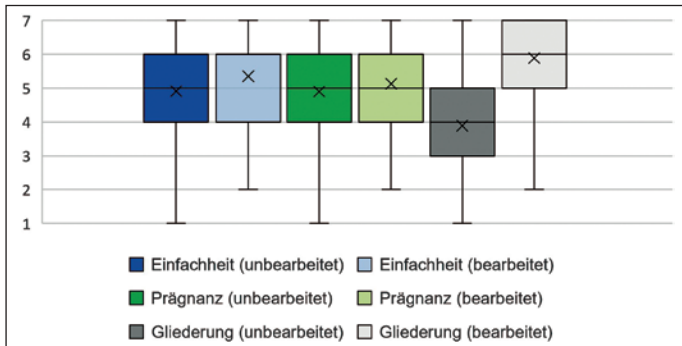 7
6
5
4
3
2
1
Einfachheit (unbearbeitet) Einfachheit (bearbeitet)
Prägnanz (unbearbeitet) Prägnanz (bearbeitet)
Gliederung (unbearbeitet) Gliederung (bearbeitet)